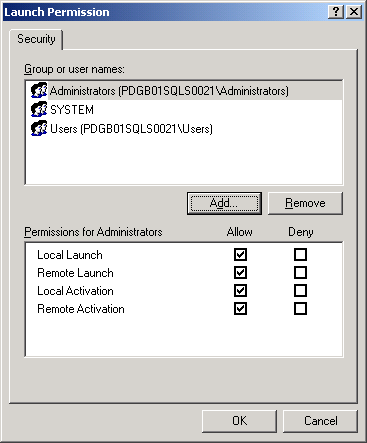 Launch Permission
Security
Group or user names:
Administrators (PDGB01SQLS0021\Administrators)
SYSTEM
Users (PDGB01SQLS0021\Users)
Add... Remove
Permissions for Administrators Allow Deny
Local Launch
Remote Launch
Local Activation
Remote Activation
OK Cancel